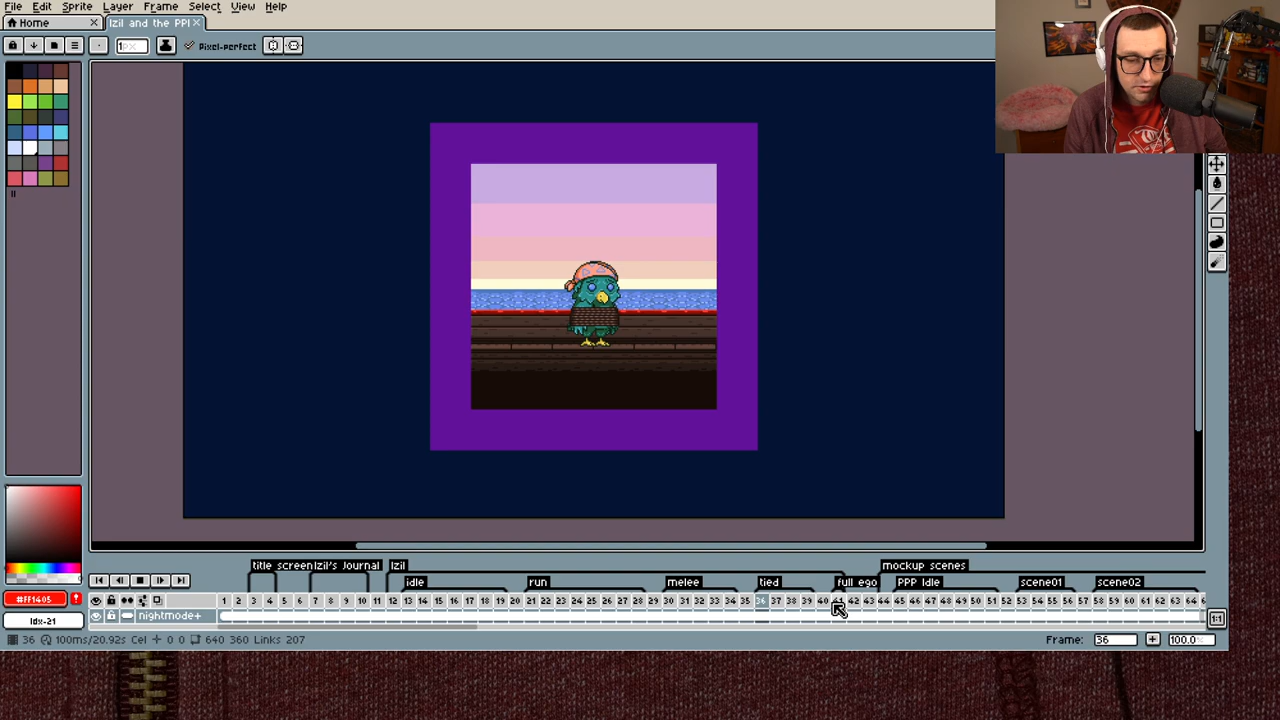 File Edit Sprite Layer Frame Select View Help
Home Izil and the PPI
1px Pixel-perfect
title screen Izil's Journal Izil mockup scenes
idle run melee tied full ego PPP Idle scene01 scene02
1 2 3 4 5 6 7 8 9 10 11 12 13 14 15 16 17 18 19 20 21 22 23 24 25 26 27 28 29 30 31 32 33 34 35 36 37 38 39 40 41 42 43 44 45 46 47 48 49 50 51 52 53 54 55 56 57 58 59 60 61 62 63 64
#FF1405
nightmode+
Idx-21
36 100ms/20.92s Cel 0 0 640 360 Links 207 Frame: 36 100.0
1:1